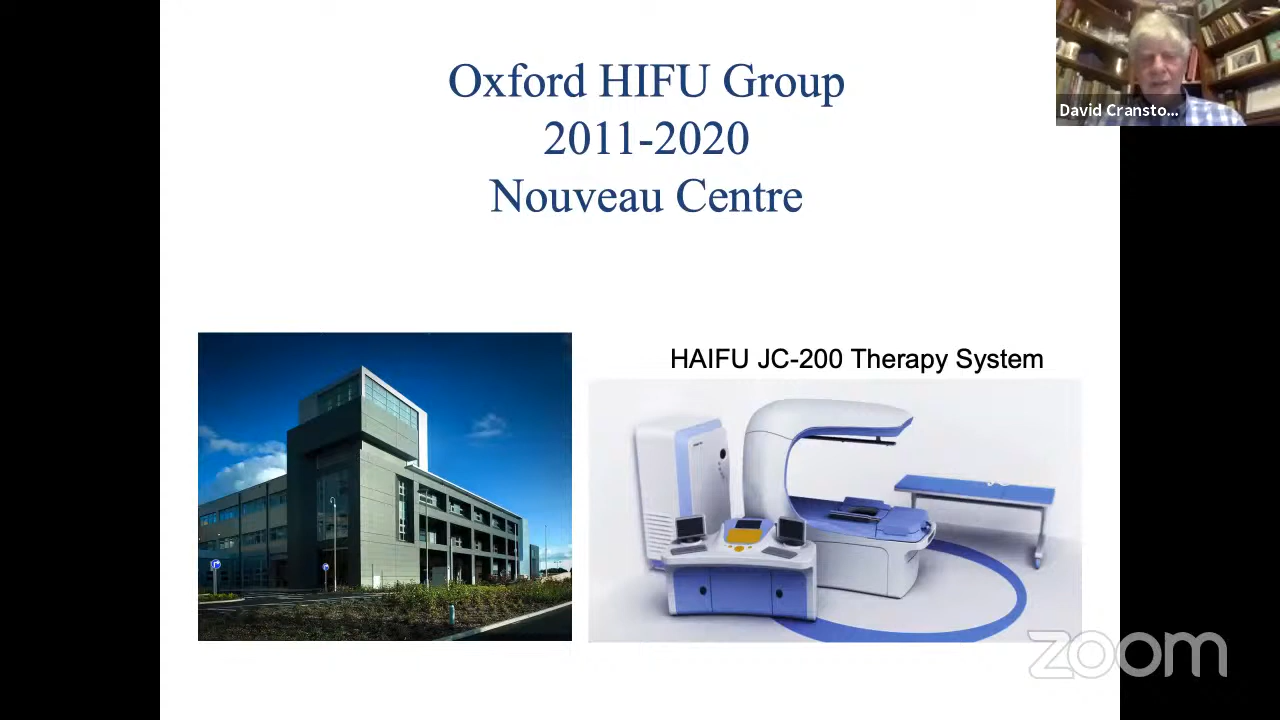 Oxford HIFU Group
2011-2020
Nouveau Centre
David Cransto...
HAIFU JC-200 Therapy System
zoom